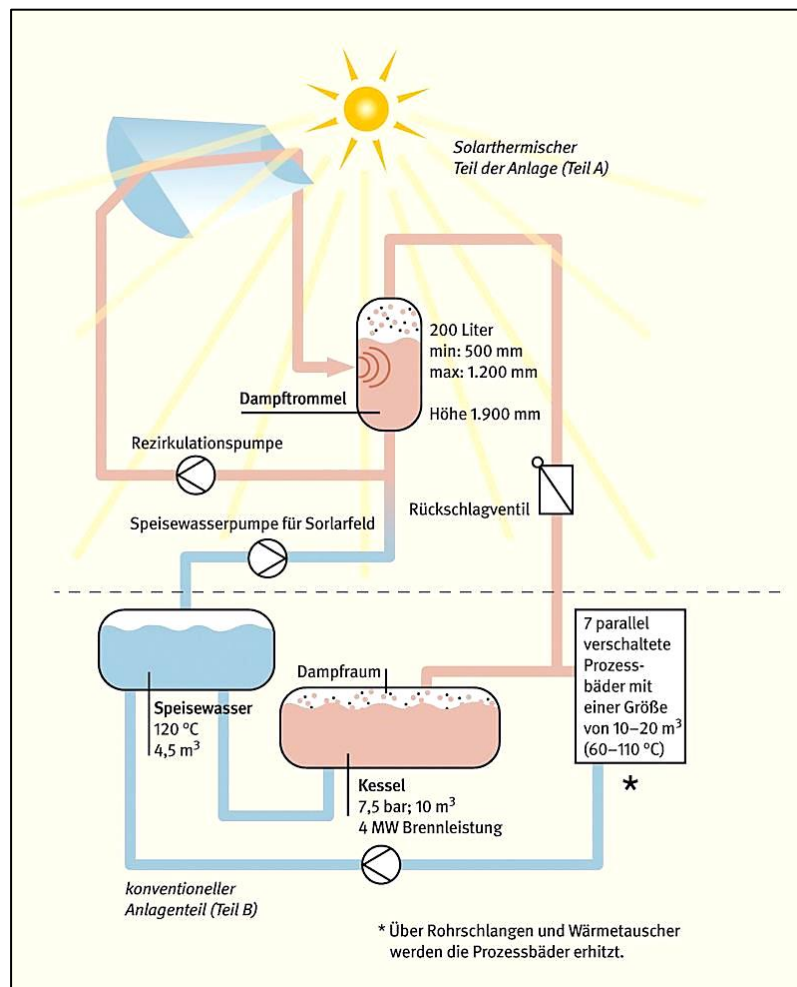 Solarthermischer
Teil der Anlage (Teil A)
200 Liter
min: 500 mm
max: 1.200 mm
Dampftrommel
Höhe 1.900 mm
Rezirkulationspumpe
Rückschlagventil
Speisewasserpumpe für Sorlarfeld
7 parallel
verschaltete
Prozess-
bäder mit
einer Größe
von 10–20 m³
(60–110 °C)
*
Dampfraum
Speisewasser
120 °C
4,5 m³
Kessel
7,5 bar; 10 m³
4 MW Brennleistung
konventioneller
Anlagenteil (Teil B)
* Über Rohrschlangen und Wärmetauscher
werden die Prozessbäder erhitzt.